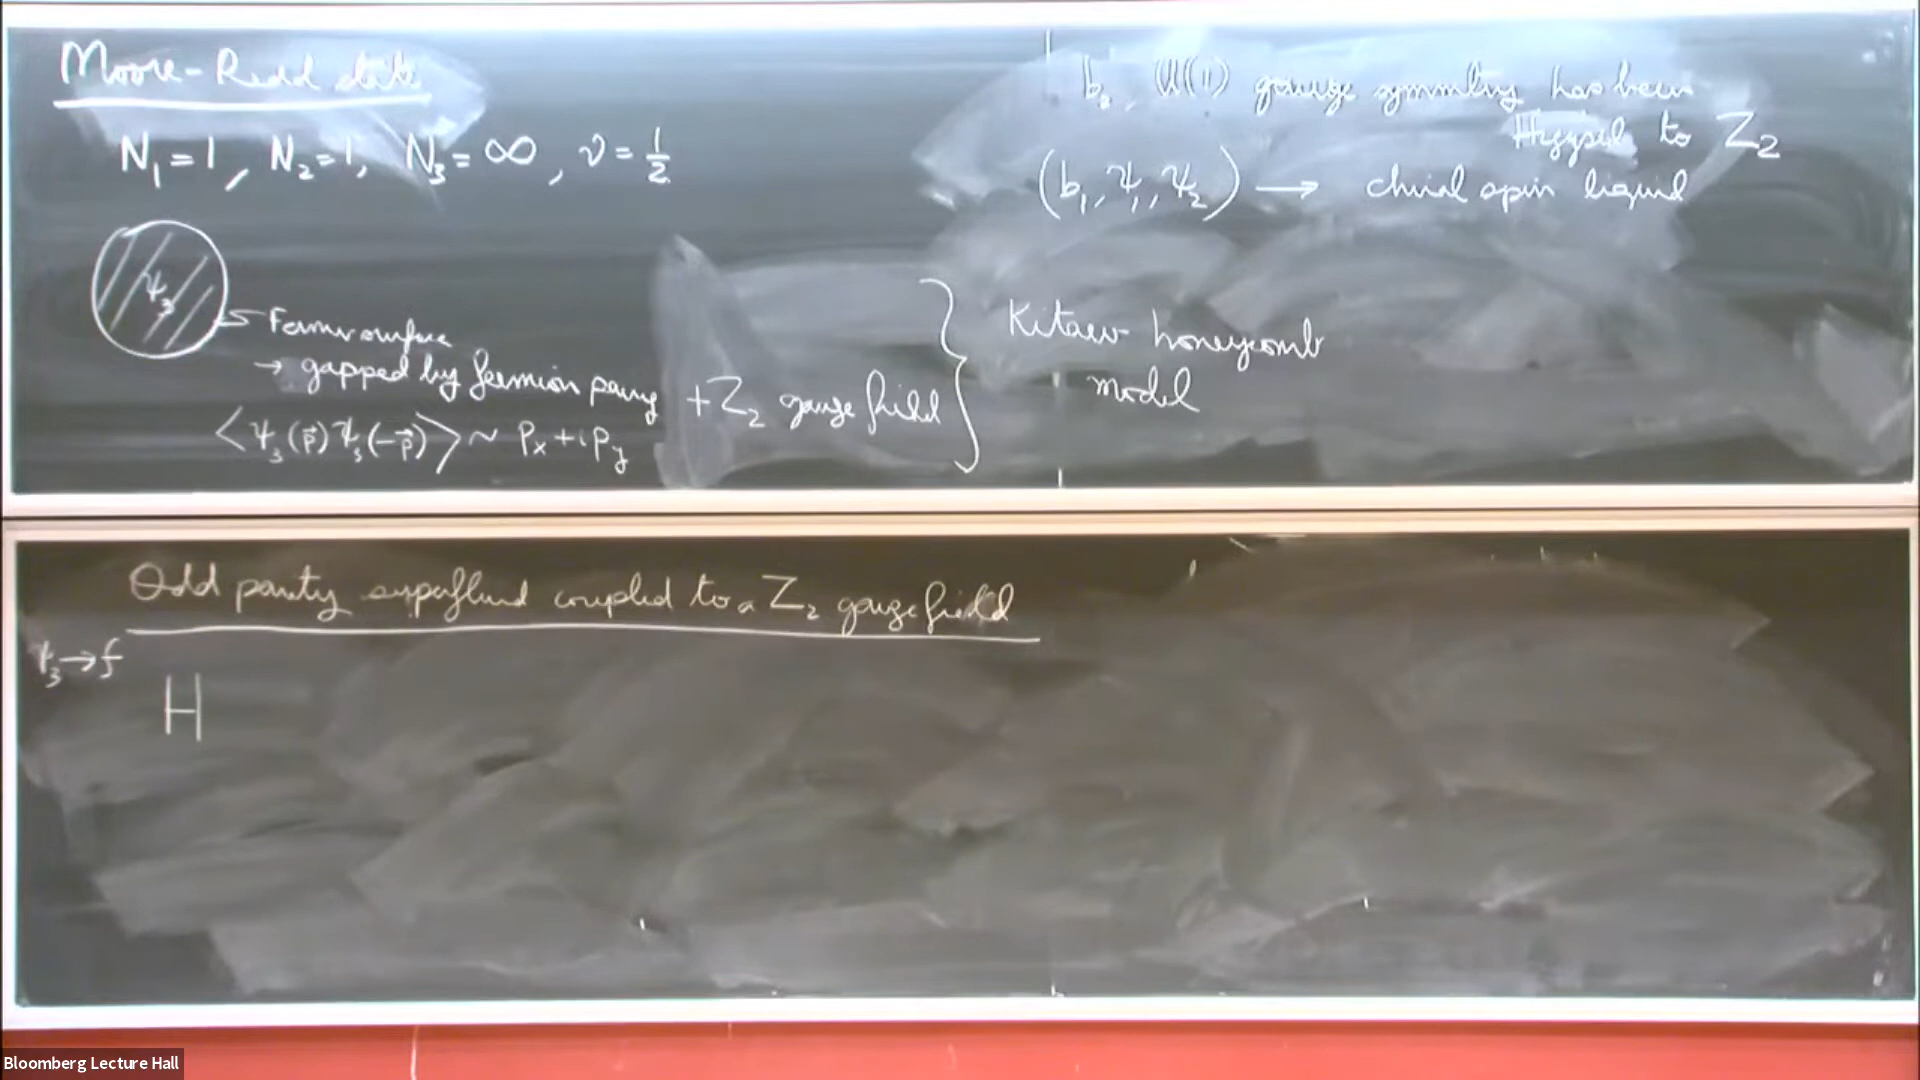 Moore-Read state
N₁ = 1, N₂ = 1, N₃ = ∞, ν = 1/2
ψ₃
Fermi surface
→ gapped by fermion pairing
⟨ψ₃(p⃗) ψ₃(-p⃗)⟩ ~ pₓ + i p_y
+ Z₂ gauge field
Kitaev honeycomb
model
b₂, U(1) gauge symmetry has been
Higgsed to Z₂
(b₁, ψ₁, ψ₂) → chiral spin liquid
Odd parity superfluid coupled to a Z₂ gauge field
ψ₃ → f
H
Bloomberg Lecture Hall